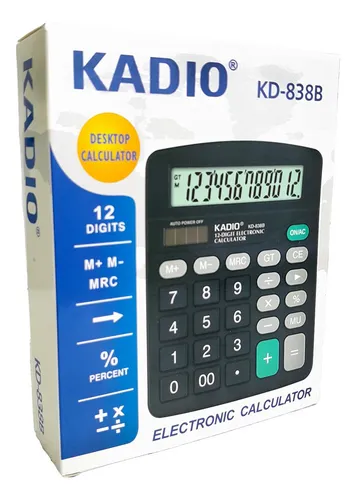 KADIO®
KD-838B
DESKTOP
CALCULATOR
12
DIGITS
M+ M-
MRC
→
%
PERCENT
+ x
- ÷
GT
M
123456789012.
AUTO POWER OFF
KADIO® KD-838B
12-DIGIT ELECTRONIC
CALCULATOR
ON/AC
M+ M- MRC GT CE
7 8 9 ÷ ▶
4 5 6 × %
1 2 3 - MU
0 00 · + =
ELECTRONIC CALCULATOR
KADIO®
KD-838B